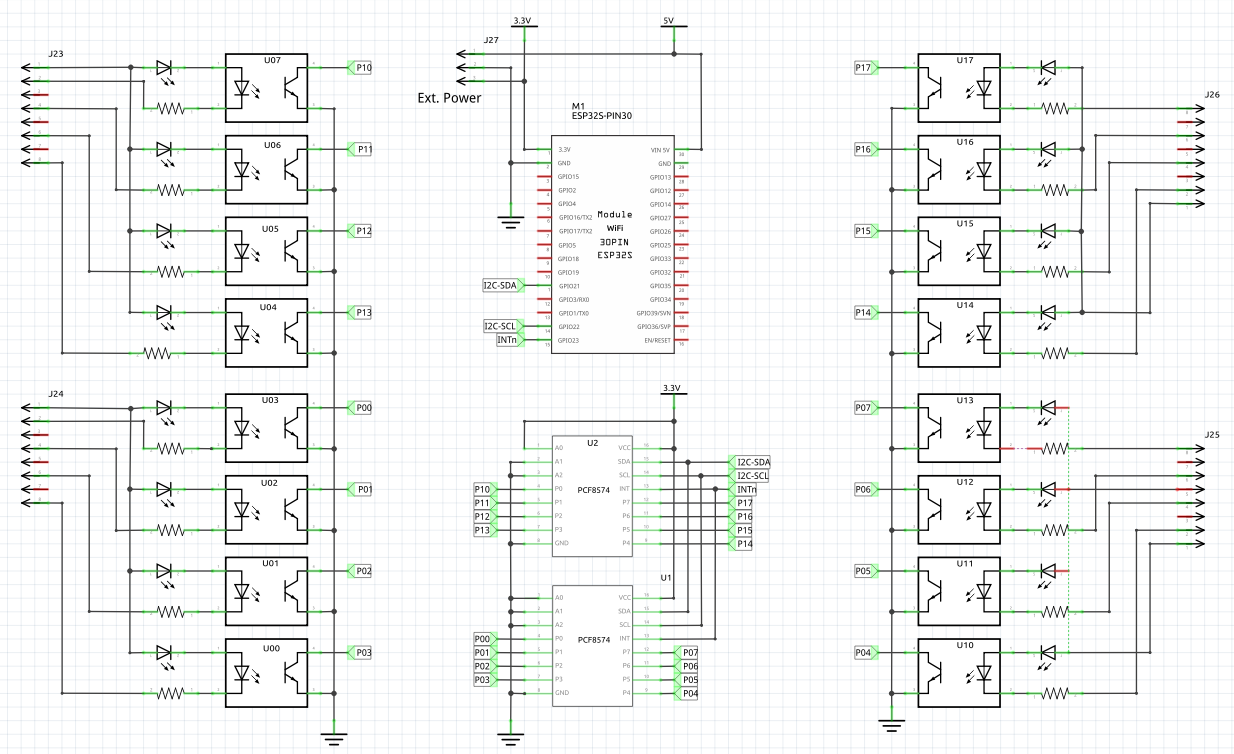 3.3V
5V
J27
Ext. Power
J23
U07
P10
U06
P11
U05
P12
U04
P13
J24
U03
P00
U02
P01
U01
P02
U00
P03
M1
ESP32S-PIN30
3.3V
GND
GPIO15
GPIO2
GPIO4
GPIO16/TX2
GPIO17/TX2
GPIO5
GPIO18
GPIO19
GPIO21
GPIO3/RX0
GPIO1/TX0
GPIO22
GPIO23
Module
WiFi
30PIN
ESP32S
VIN 5V
GND
GPIO13
GPIO12
GPIO14
GPIO27
GPIO26
GPIO25
GPIO33
GPIO32
GPIO35
GPIO34
GPIO39/SVN
GPIO36/SVP
EN/RESET
I2C-SDA
I2C-SCL
INTn
3.3V
U2
PCF8574
A0
A1
A2
P0
P1
P2
P3
GND
VCC
SDA
SCL
INT
P7
P6
P5
P4
P10
P11
P12
P13
I2C-SDA
I2C-SCL
INTn
P17
P16
P15
P14
U1
PCF8574
A0
A1
A2
P0
P1
P2
P3
GND
VCC
SDA
SCL
INT
P7
P6
P5
P4
P00
P01
P02
P03
P07
P06
P05
P04
P17
U17
J26
P16
U16
P15
U15
P14
U14
P07
U13
J25
P06
U12
P05
U11
P04
U10